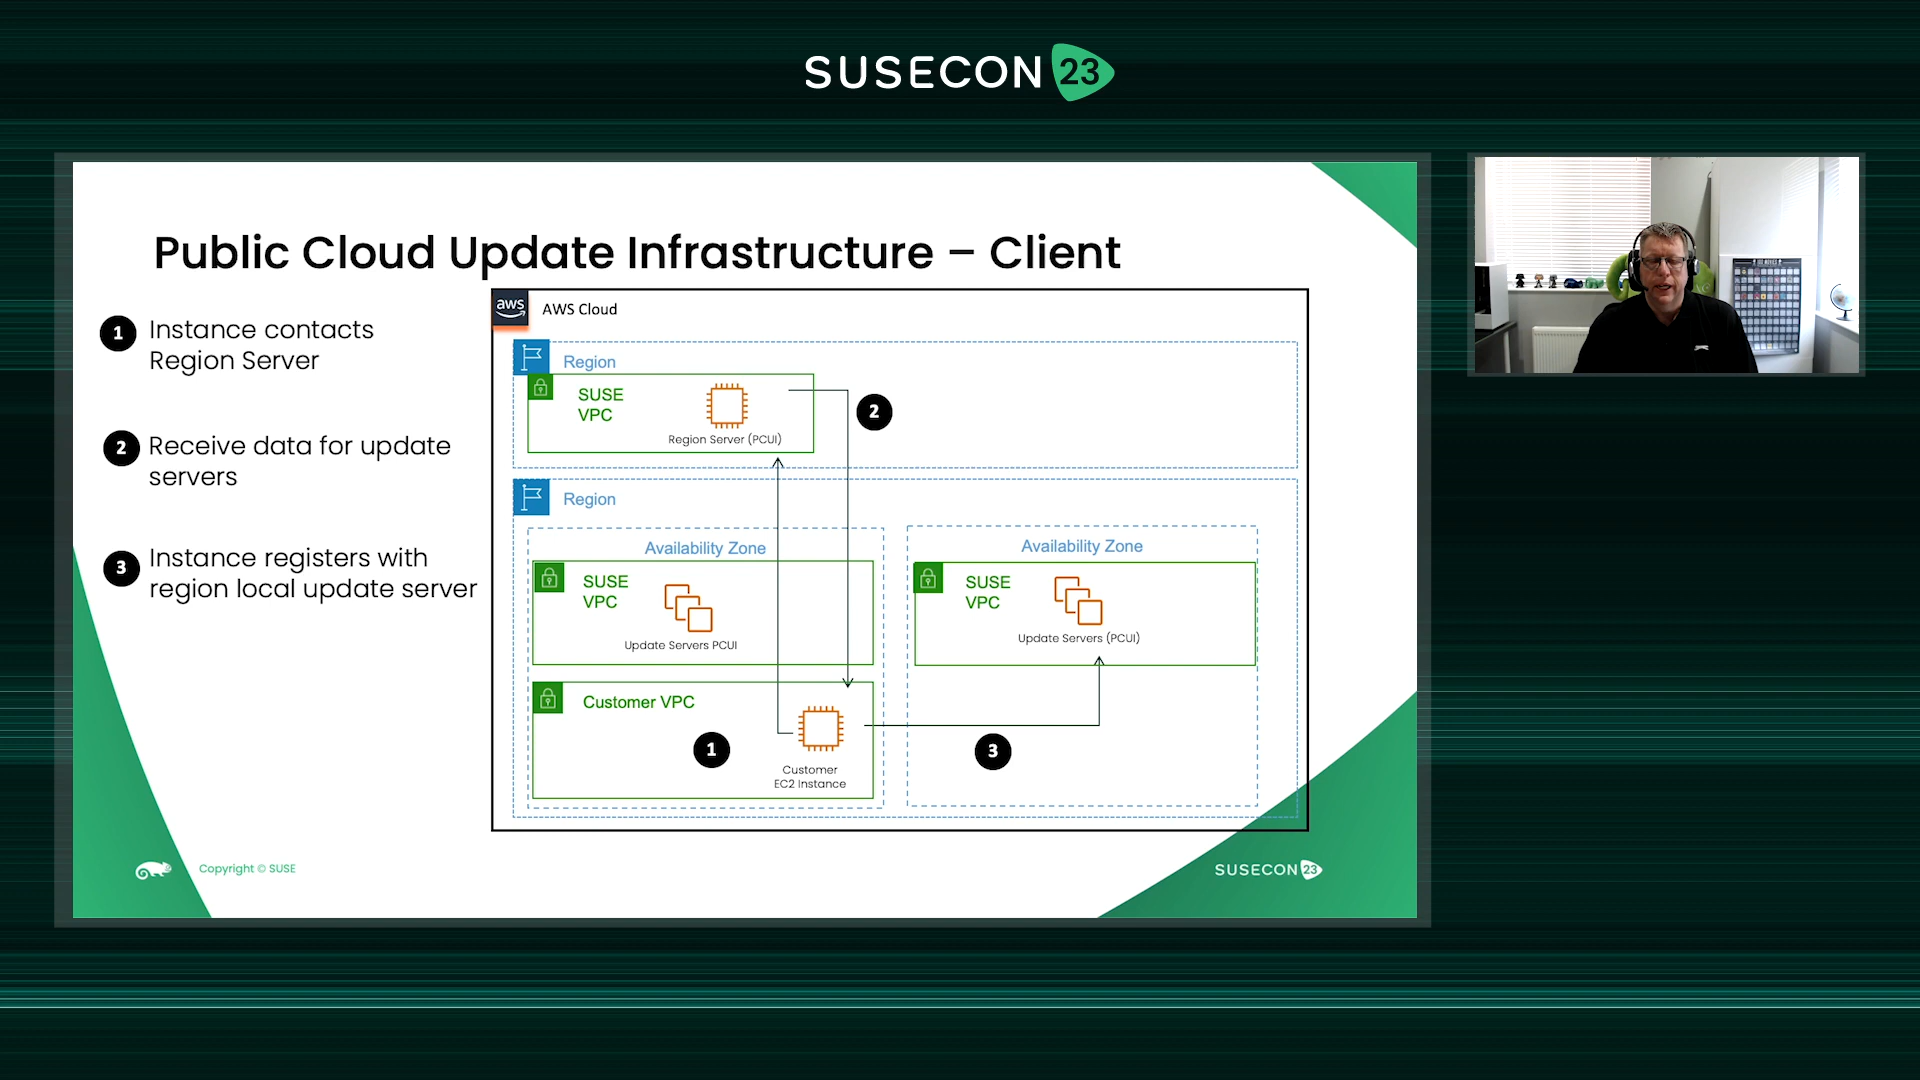 SUSECON 23
Public Cloud Update Infrastructure – Client
1 Instance contacts
Region Server
2 Receive data for update
servers
3 Instance registers with
region local update server
aws
AWS Cloud
Region
SUSE
VPC
Region Server (PCUI)
2
Region
Availability Zone
SUSE
VPC
Update Servers PCUI
Availability Zone
SUSE
VPC
Update Servers (PCUI)
Customer VPC
1
Customer
EC2 Instance
3
Copyright © SUSE
SUSECON 23